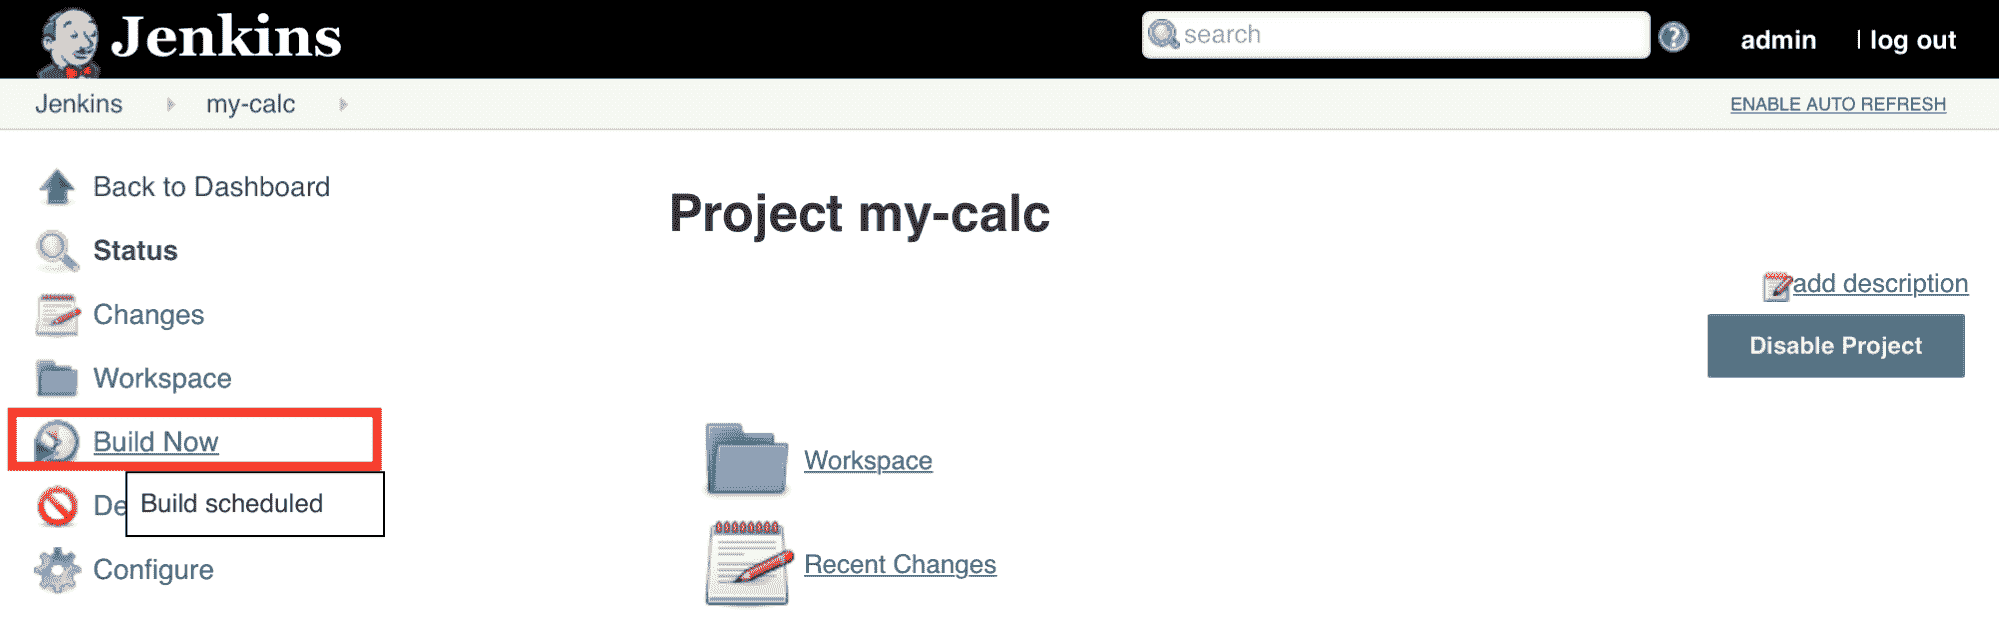 Jenkins
search
?
admin
| log out
Jenkins
my-calc
ENABLE AUTO REFRESH
Back to Dashboard
Status
Changes
Workspace
Build Now
Build scheduled
De
Configure
Project my-calc
add description
Disable Project
Workspace
Recent Changes